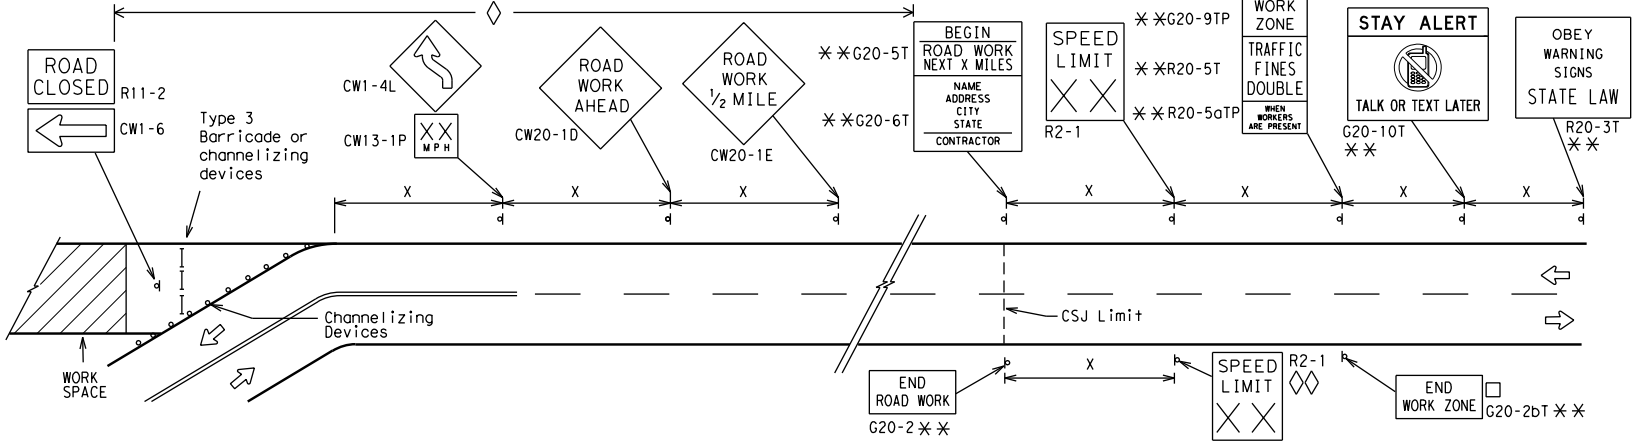 ROAD
CLOSED
R11-2
CW1-6
Type 3
Barricade or
channelizing
devices
CW1-4L
CW13-1P
X X
MPH
ROAD
WORK
AHEAD
CW20-1D
ROAD
WORK
1/2 MILE
CW20-1E
**G20-5T
**G20-6T
BEGIN
ROAD WORK
NEXT X MILES
NAME
ADDRESS
CITY
STATE
CONTRACTOR
SPEED
LIMIT
X X
R2-1
**G20-9TP
**R20-5T
**R20-5aTP
WORK
ZONE
TRAFFIC
FINES
DOUBLE
WHEN
WORKERS
ARE PRESENT
STAY ALERT
TALK OR TEXT LATER
G20-10T
**
OBEY
WARNING
SIGNS
STATE LAW
R20-3T
**
X
X
X
X
X
X
X
Channelizing
Devices
CSJ Limit
WORK
SPACE
X
END
ROAD WORK
G20-2 **
SPEED
LIMIT
X X
R2-1
◇◇
END
WORK ZONE
□
G20-2bT **